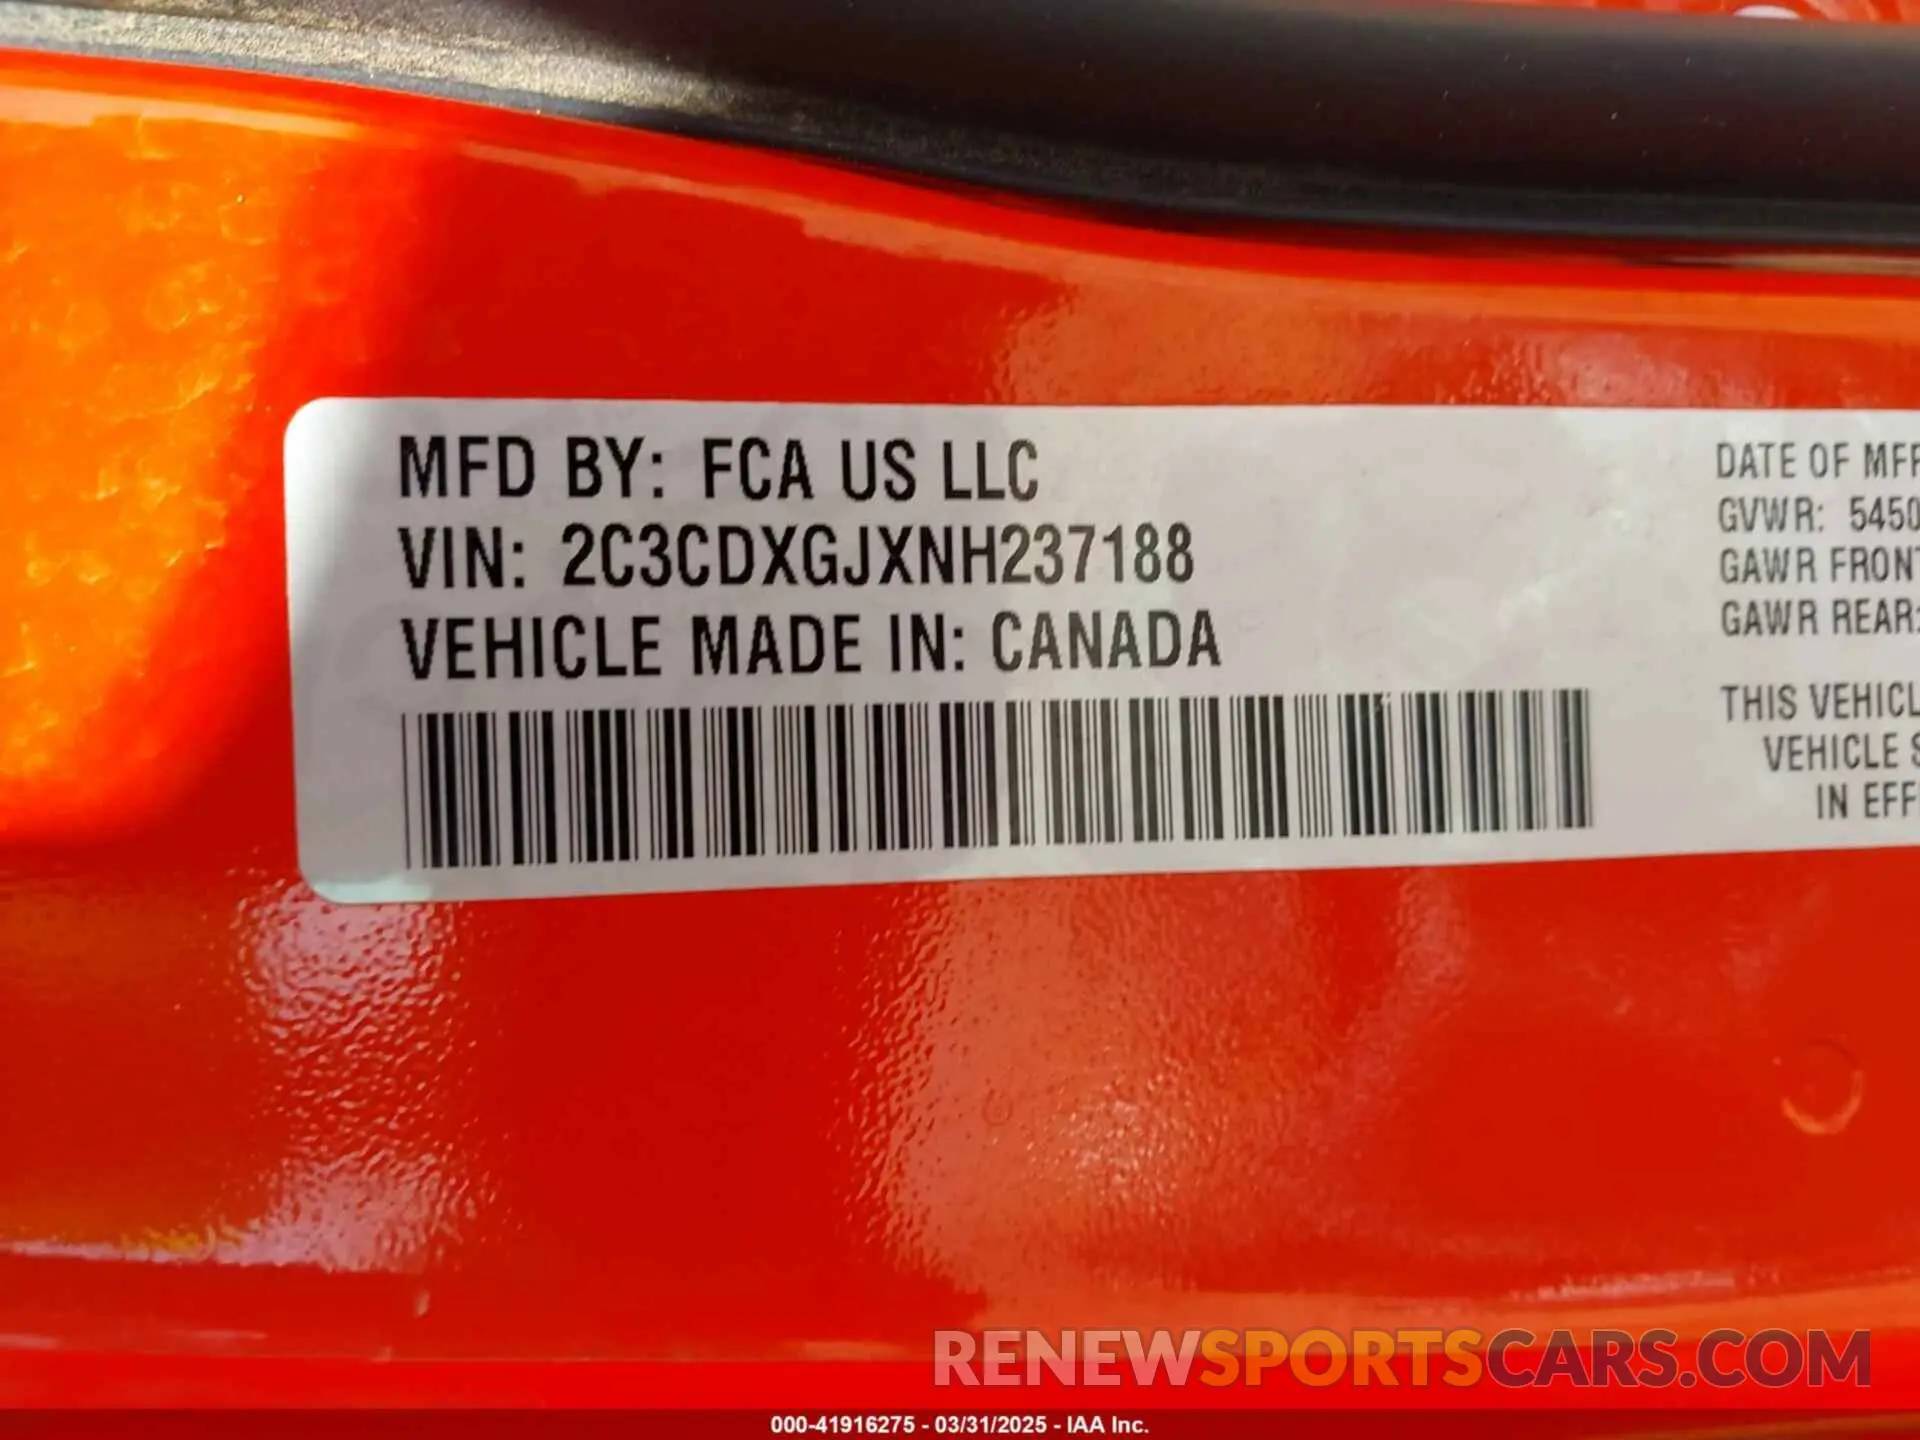 MFD BY: FCA US LLC
VIN: 2C3CDXGJXNH237188
VEHICLE MADE IN: CANADA
DATE OF MFR
GVWR: 5450
GAWR FRONT
GAWR REAR:
THIS VEHICL
VEHICLE S
IN EFF
RENEWSPORTSCARS.COM
000-41916275 - 03/31/2025 - IAA Inc.